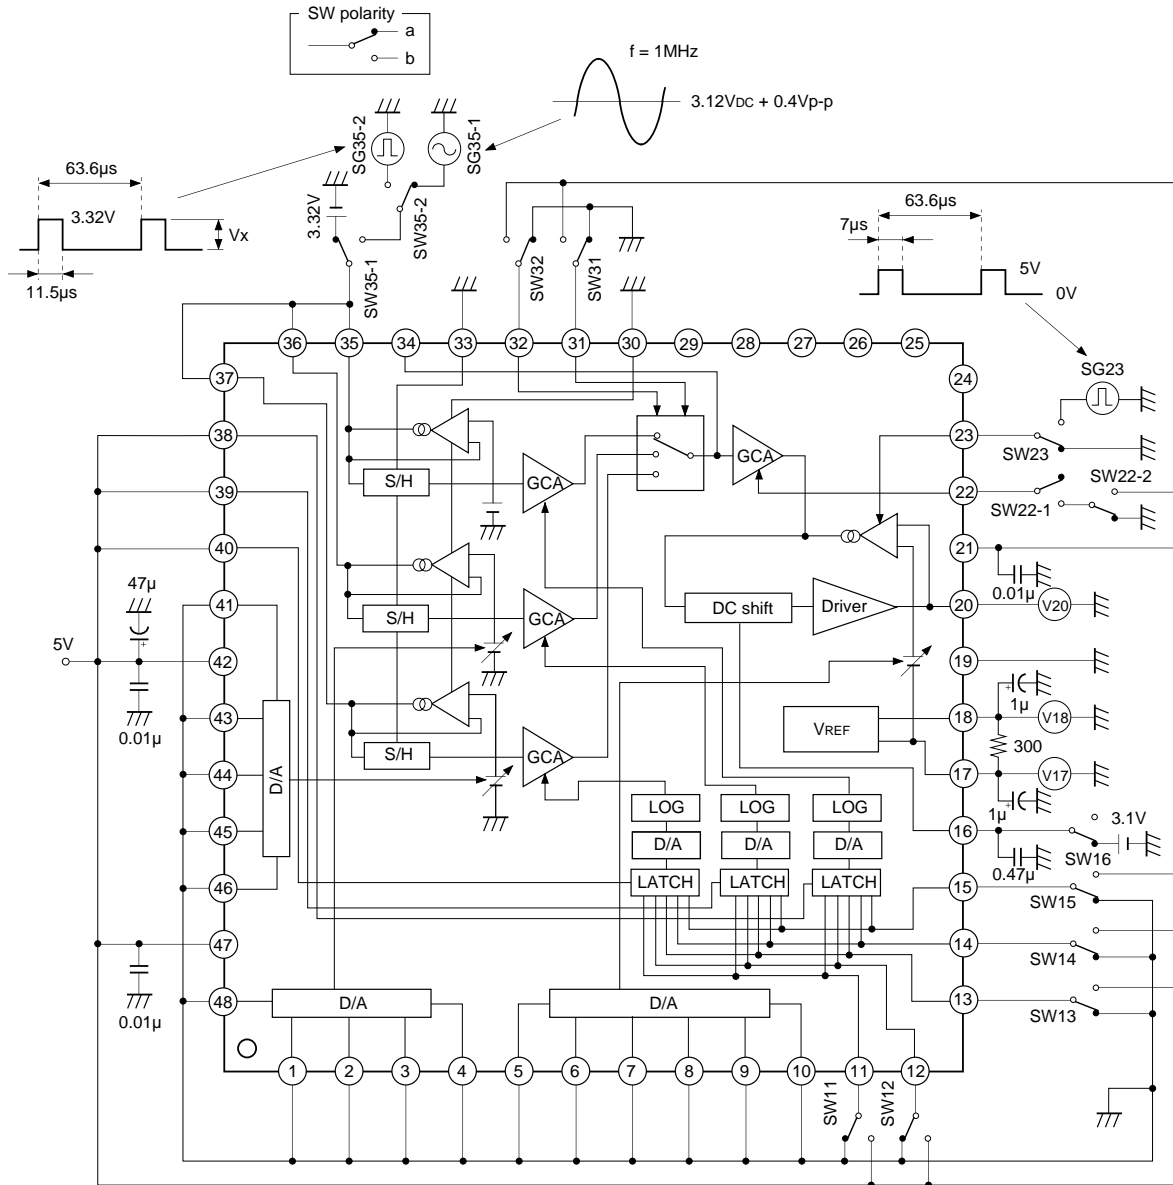 SW polarity
a
b
f = 1MHz
3.12VDC + 0.4Vp-p
SG35-2
SG35-1
63.6µs
3.32V
Vx
11.5µs
3.32V
SW35-2
SW35-1
SW32
SW31
63.6µs
7µs
5V
0V
SG23
36
35
34
33
32
31
30
29
28
27
26
25
37
38
39
40
41
42
43
44
45
46
47
48
24
23
22
21
20
19
18
17
16
15
14
13
SW23
SW22-2
SW22-1
0.01µ
V20
1µ
V18
300
V17
1µ
3.1V
SW16
0.47µ
SW15
SW14
SW13
S/H
GCA
GCA
S/H
GCA
S/H
GCA
DC shift
Driver
VREF
47µ
+
5V
0.01µ
D/A
LOG
LOG
LOG
D/A
D/A
D/A
LATCH
LATCH
LATCH
0.01µ
D/A
D/A
1
2
3
4
5
6
7
8
9
10
11
12
SW11
SW12
+
+